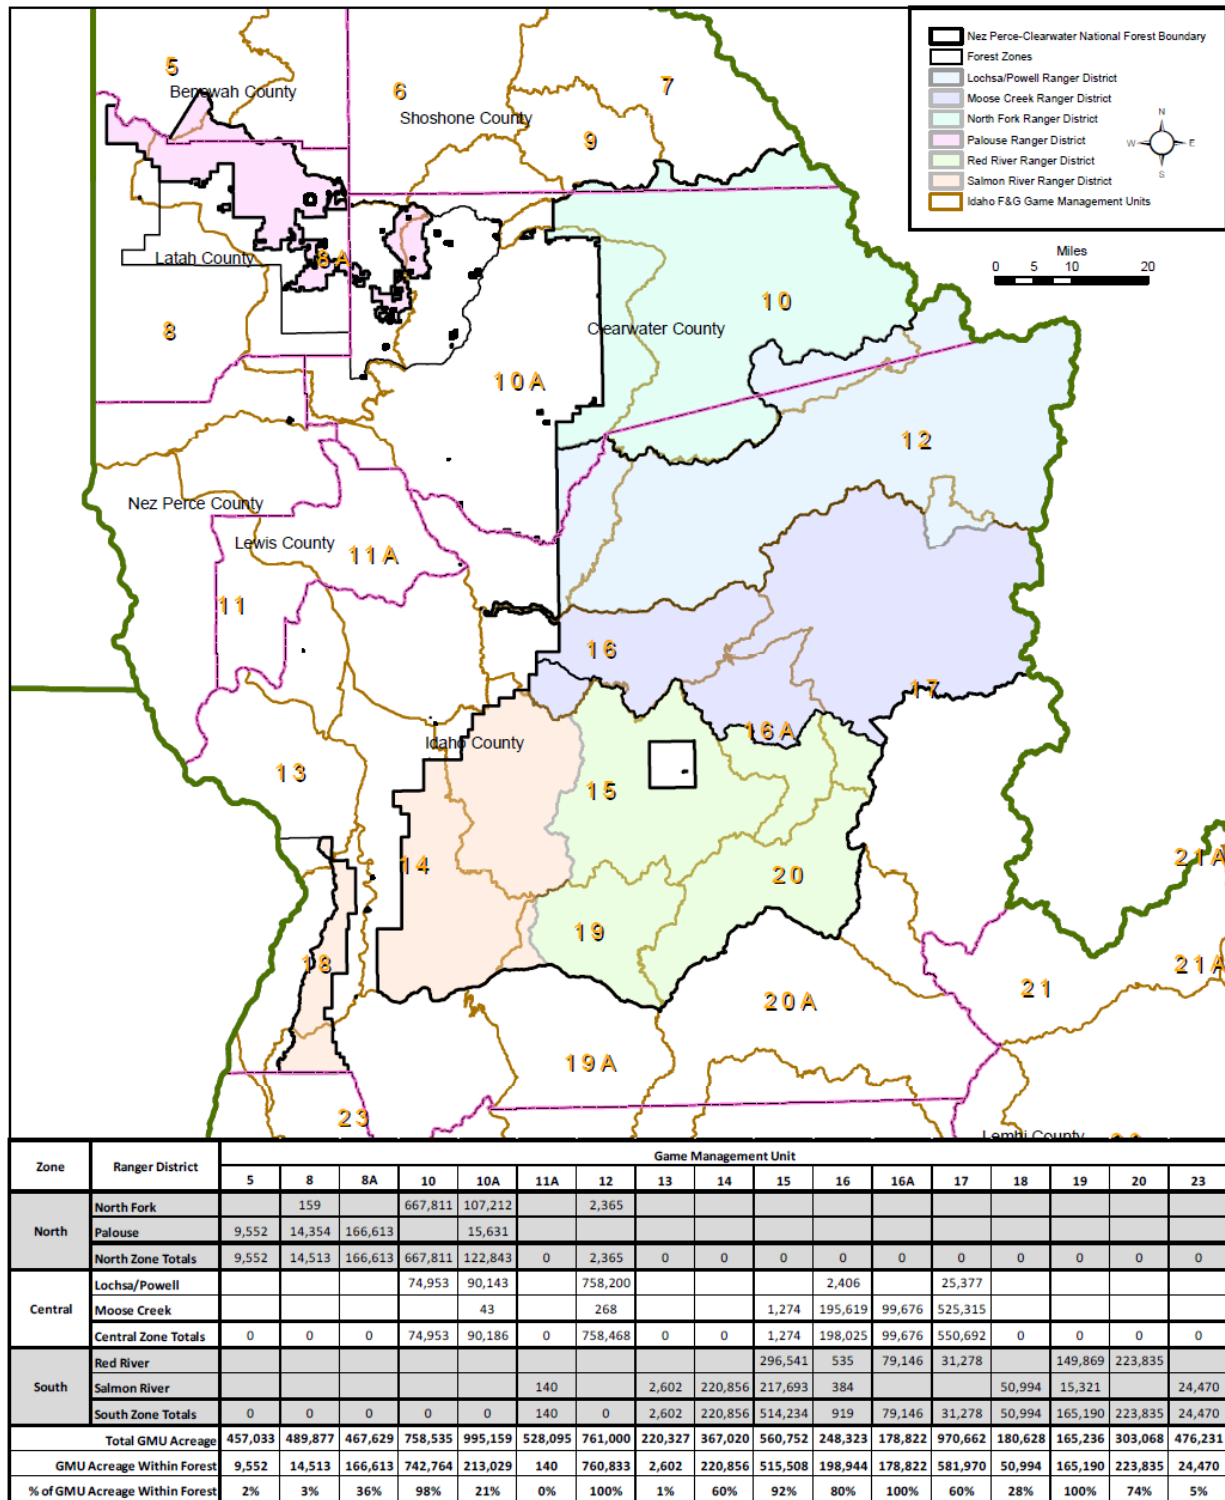 Nez Perce-Clearwater National Forest Boundary
Forest Zones
Lochsa/Powell Ranger District
Moose Creek Ranger District
North Fork Ranger District
Palouse Ranger District
Red River Ranger District
Salmon River Ranger District
Idaho F&G Game Management Units
N
W E
S
Miles
0 5 10 20
5
Benewah County
6
7
Shoshone County
9
Latah County
8A
8
10
Clearwater County
10A
12
Nez Perce County
Lewis County
11A
11
16
17
16A
Idaho County
13
15
14
20
21A
19
18
21A
21
20A
19A
23
Lemhi County
Zone Ranger District Game Management Unit
5 8 8A 10 10A 11A 12 13 14 15 16 16A 17 18 19 20 23
North
North Fork 159 667,811 107,212 2,365
Palouse 9,552 14,354 166,613 15,631
North Zone Totals 9,552 14,513 166,613 667,811 122,843 0 2,365 0 0 0 0 0 0 0 0 0 0
Central
Lochsa/Powell 74,953 90,143 758,200 2,406 25,377
Moose Creek 43 268 1,274 195,619 99,676 525,315
Central Zone Totals 0 0 0 74,953 90,186 0 758,468 0 0 1,274 198,025 99,676 550,692 0 0 0 0
South
Red River 296,541 535 79,146 31,278 149,869 223,835
Salmon River 140 2,602 220,856 217,693 384 50,994 15,321 24,470
South Zone Totals 0 0 0 0 0 140 0 2,602 220,856 514,234 919 79,146 31,278 50,994 165,190 223,835 24,470
Total GMU Acreage 457,033 489,877 467,629 758,535 995,159 528,095 761,000 220,327 367,020 560,752 248,323 178,822 970,662 180,628 165,236 303,068 476,231
GMU Acreage Within Forest 9,552 14,513 166,613 742,764 213,029 140 760,833 2,602 220,856 515,508 198,944 178,822 581,970 50,994 165,190 223,835 24,470
% of GMU Acreage Within Forest 2% 3% 36% 98% 21% 0% 100% 1% 60% 92% 80% 100% 60% 28% 100% 74% 5%